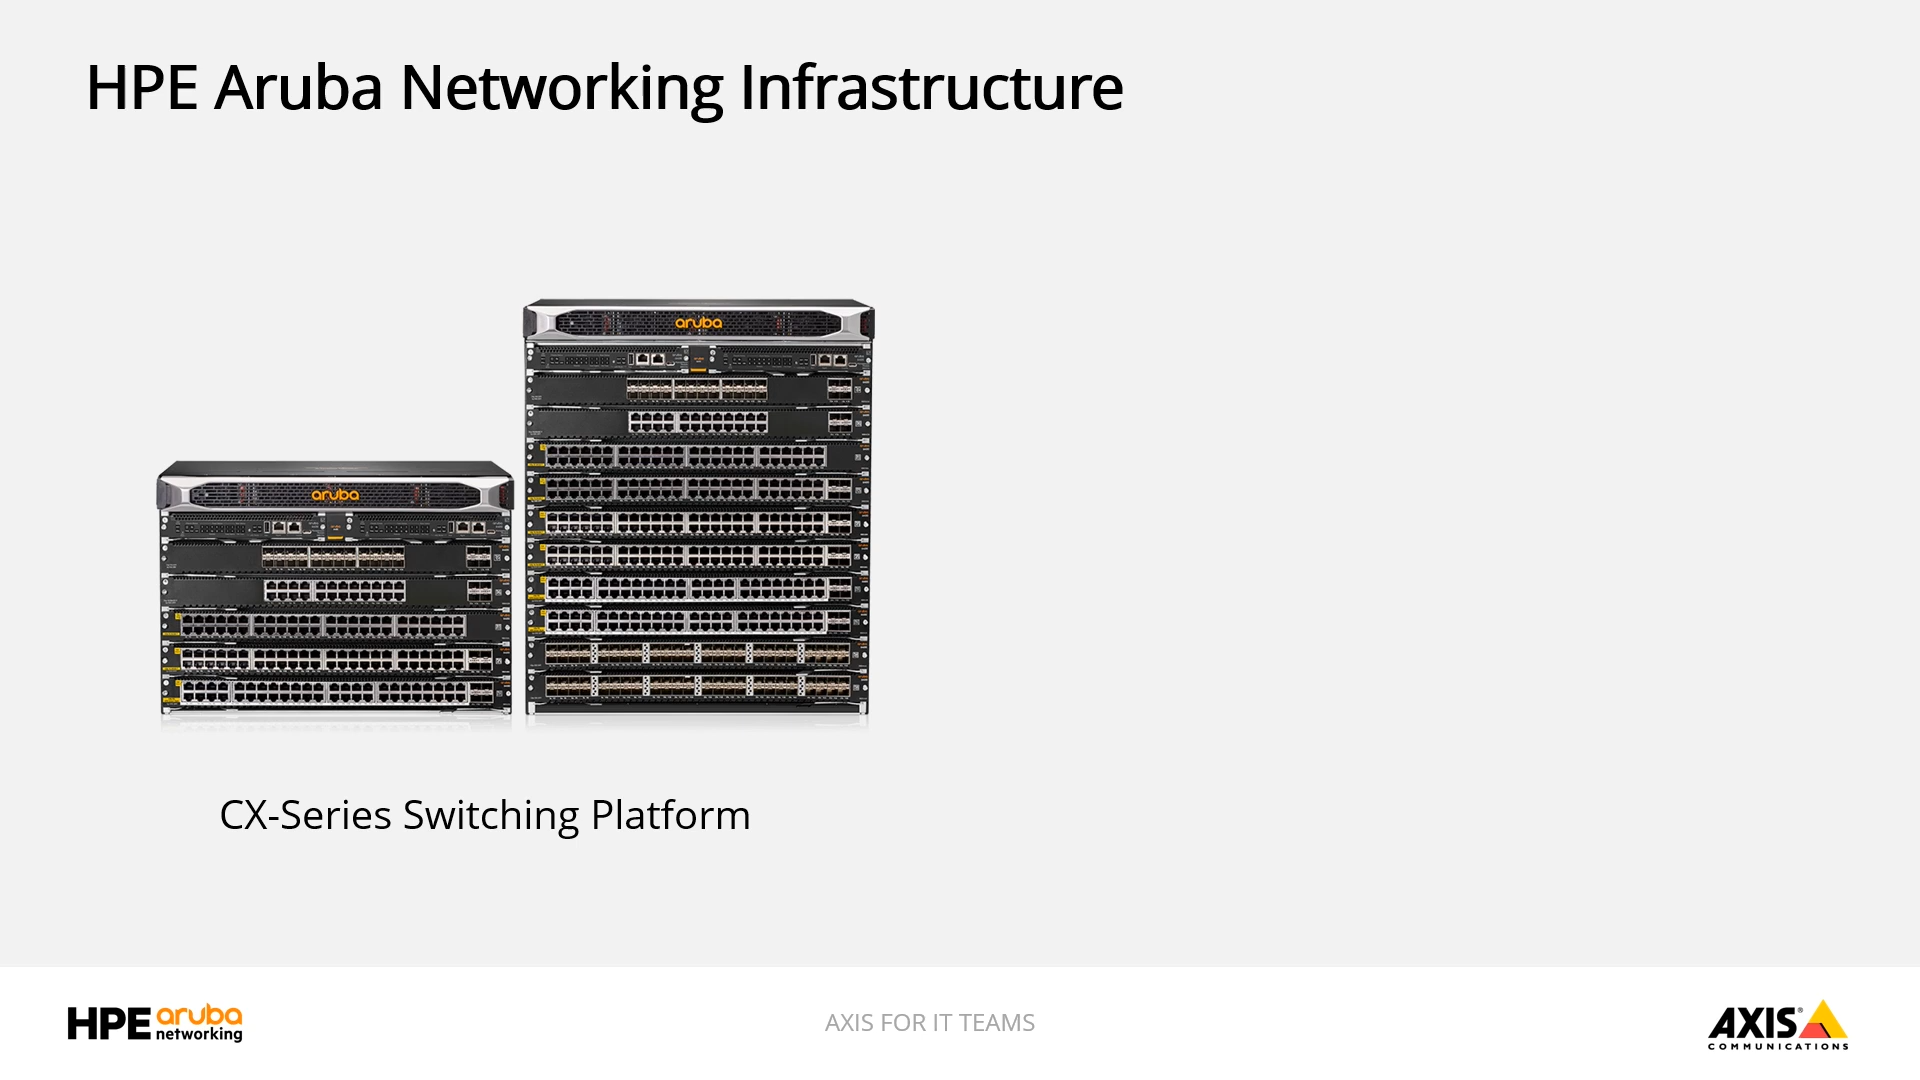 HPE Aruba Networking Infrastructure
aruba
aruba
CX-Series Switching Platform
HPE aruba
networking
AXIS FOR IT TEAMS
AXIS®
COMMUNICATIONS